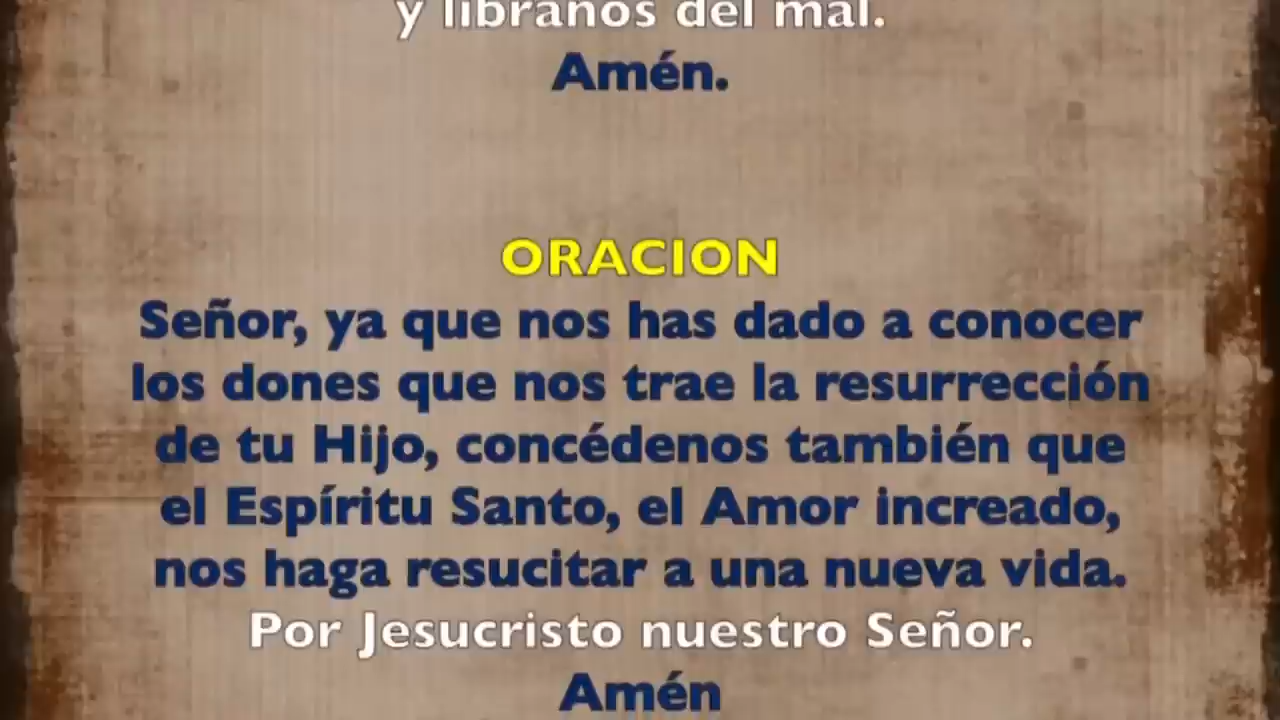 y líbranos del mal.
Amén.
ORACION
Señor, ya que nos has dado a conocer
los dones que nos trae la resurrección
de tu Hijo, concédenos también que
el Espíritu Santo, el Amor increado,
nos haga resucitar a una nueva vida.
Por Jesucristo nuestro Señor.
Amén